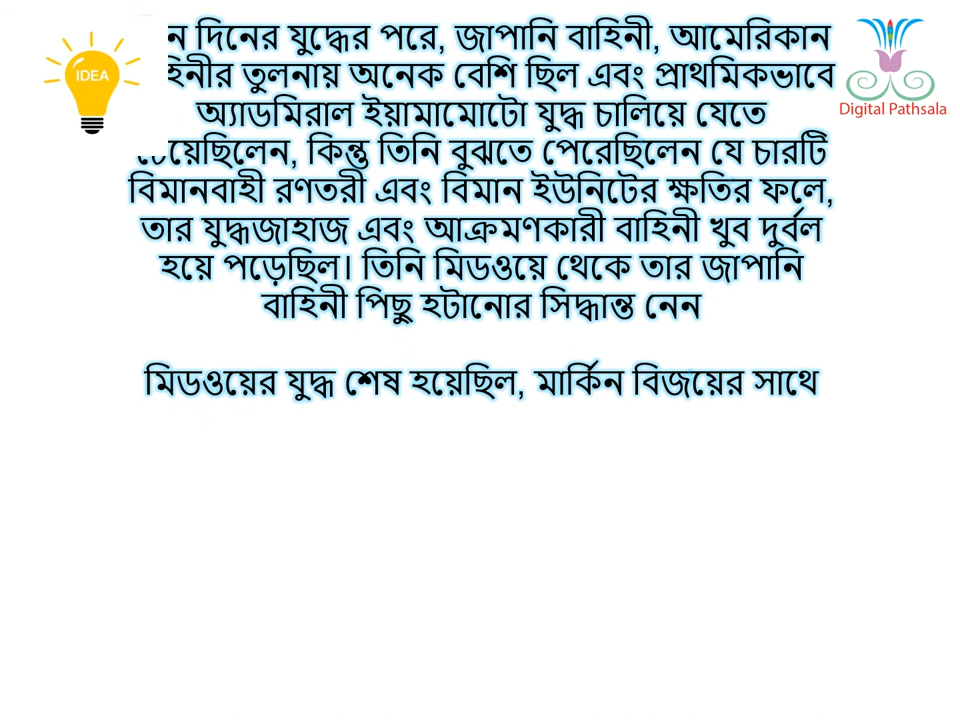 IDEA
দিনের যুদ্ধের পরে, জাপানি বাহিনী, আমেরিকান
তুলনায় অনেক বেশি ছিল এবং প্রাথমিকভাবে
অ্যাডমিরাল ইয়ামামোটো যুদ্ধ চালিয়ে যেতে
কিন্তু তিনি বুঝতে পেরেছিলেন যে চারটি
বিমানবাহী রণতরী এবং বিমান ইউনিটের ক্ষতির ফলে,
তার যুদ্ধজাহাজ এবং আক্রমণকারী বাহিনী খুব দুর্বল
হয়ে পড়েছিল। তিনি মিডওয়ে থেকে তার জাপানি
বাহিনী পিছু হটানোর সিদ্ধান্ত নেন
মিডওয়ের যুদ্ধ শেষ হয়েছিল, মার্কিন বিজয়ের সাথে
Digital Pathsala